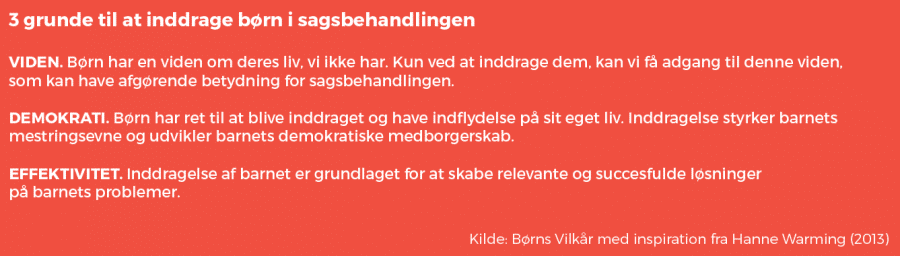 3 grunde til at inddrage børn i sagsbehandlingen
VIDEN. Børn har en viden om deres liv, vi ikke har. Kun ved at inddrage dem, kan vi få adgang til denne viden,
som kan have afgørende betydning for sagsbehandlingen.
DEMOKRATI. Børn har ret til at blive inddraget og have indflydelse på sit eget liv. Inddragelse styrker barnets
mestringsevne og udvikler barnets demokratiske medborgerskab.
EFFEKTIVITET. Inddragelse af barnet er grundlaget for at skabe relevante og succesfulde løsninger
på barnets problemer.
Kilde: Børns Vilkår med inspiration fra Hanne Warming (2013)